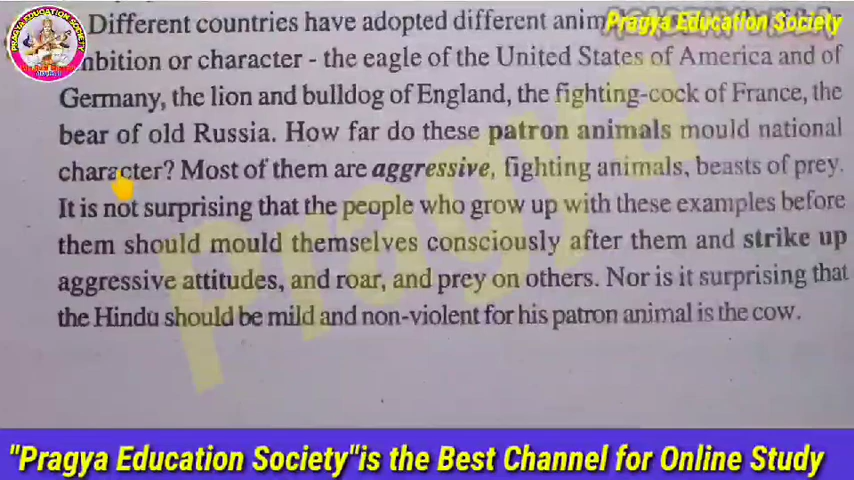 Different countries have adopted different anim
Pragya Education Society
PRAGYA EDUCATION SOCIETY
mbition or character - the eagle of the United States of America and of
Germany, the lion and bulldog of England, the fighting-cock of France, the
bear of old Russia. How far do these patron animals mould national
character? Most of them are aggressive, fighting animals, beasts of prey.
It is not surprising that the people who grow up with these examples before
them should mould themselves consciously after them and strike up
aggressive attitudes, and roar, and prey on others. Nor is it surprising that
the Hindu should be mild and non-violent for his patron animal is the cow.
Pragya
"Pragya Education Society"is the Best Channel for Online Study